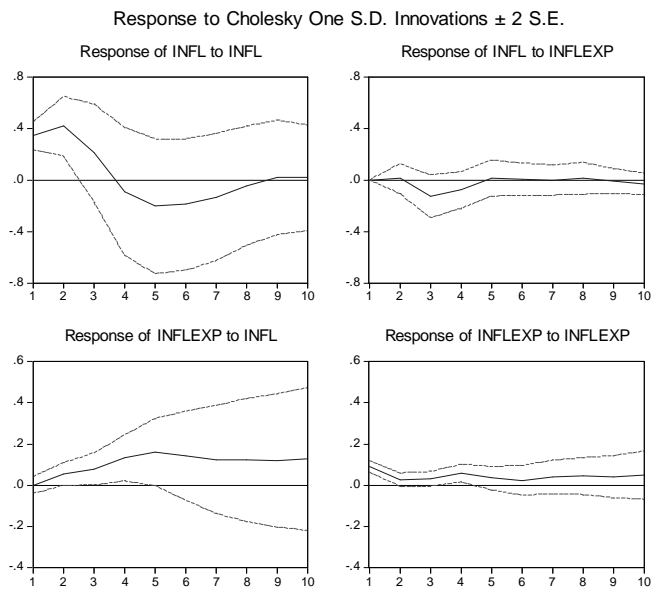 Response to Cholesky One S.D. Innovations ± 2 S.E.
Response of INFL to INFL
.8
.4
.0
-.4
-.8
1 2 3 4 5 6 7 8 9 10
Response of INFL to INFLEXP
.8
.4
.0
-.4
-.8
1 2 3 4 5 6 7 8 9 10
Response of INFLEXP to INFL
.6
.4
.2
.0
-.2
-.4
1 2 3 4 5 6 7 8 9 10
Response of INFLEXP to INFLEXP
.6
.4
.2
.0
-.2
-.4
1 2 3 4 5 6 7 8 9 10